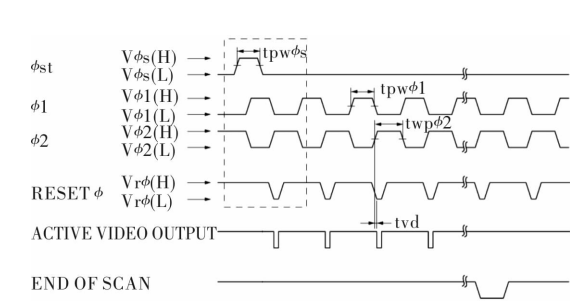 Vφs(H) tpwφs
φst
Vφs(L)
Vφ1(H) tpwφ1
φ1
Vφ1(L)
Vφ2(H) twpφ2
φ2
Vφ2(L)
Vrφ(H)
RESET φ
Vrφ(L)
tvd
ACTIVE VIDEO OUTPUT
END OF SCAN